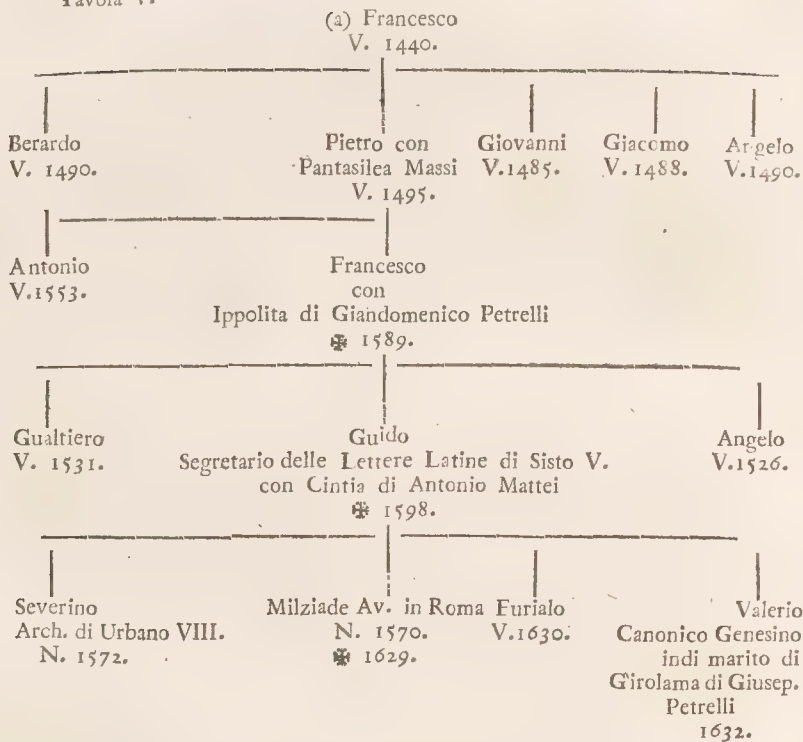 Tavola V.
(a) Francesco
V. 1440.
Berardo
V. 1490.
Pietro con
Pantasilea Massi
V. 1495.
Giovanni
V.1485.
Giacomo
V. 1488.
Argelo
V.1490.
Antonio
V.1553.
Francesco
con
Ippolita di Giandomenico Petrelli
✠ 1589.
Gualtiero
V. 1531.
Guido
Segretario delle Lettere Latine di Sisto V.
con Cintia di Antonio Mattei
✠ 1598.
Angelo
V.1526.
Severino
Arch. di Urbano VIII.
N. 1572.
Milziade Av. in Roma
N. 1570.
✠ 1629.
Furialo
V.1630.
Valerio
Canonico Genesino
indi marito di
Girolama di Giusep.
Petrelli
1632.